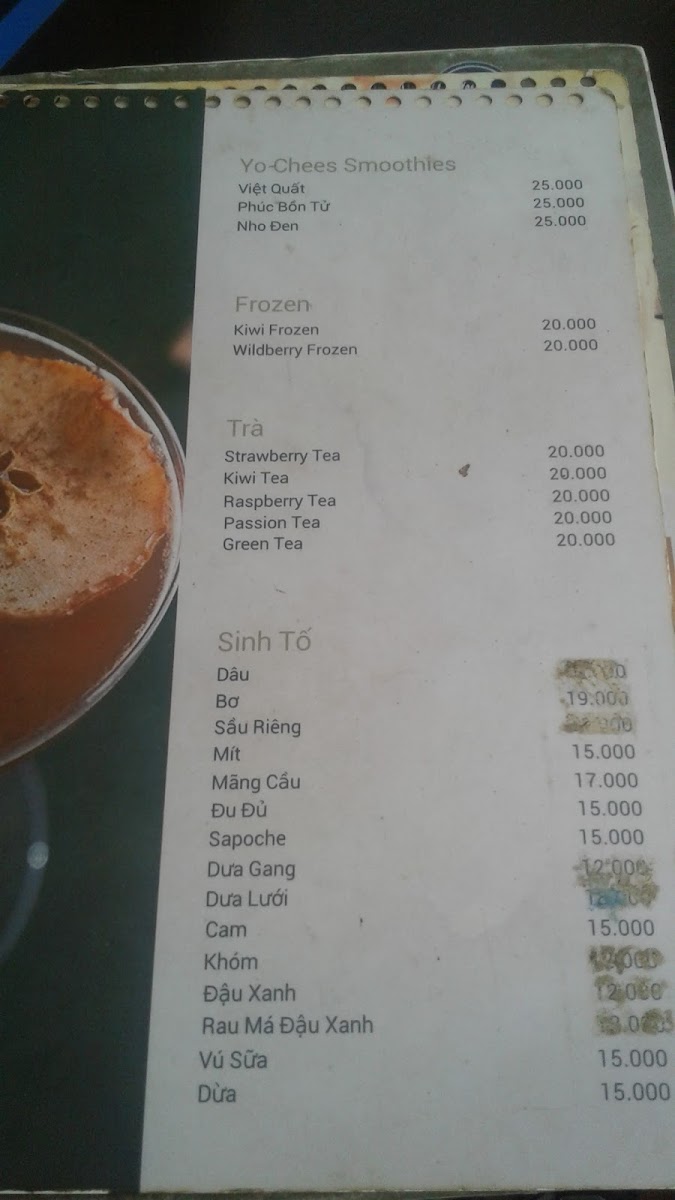 Yo-Chees Smoothies
Việt Quất 25.000
Phúc Bồn Tử 25.000
Nho Đen 25.000
Frozen
Kiwi Frozen 20.000
Wildberry Frozen 20.000
Trà
Strawberry Tea 20.000
Kiwi Tea 20.000
Raspberry Tea 20.000
Passion Tea 20.000
Green Tea 20.000
Sinh Tố
Dâu
Bơ 19.000
Sầu Riêng
Mít 15.000
Mãng Cầu 17.000
Đu Đủ 15.000
Sapoche 15.000
Dưa Gang 12.000
Dưa Lưới
Cam 15.000
Khóm
Đậu Xanh 12.000
Rau Má Đậu Xanh
Vú Sữa 15.000
Dừa 15.000